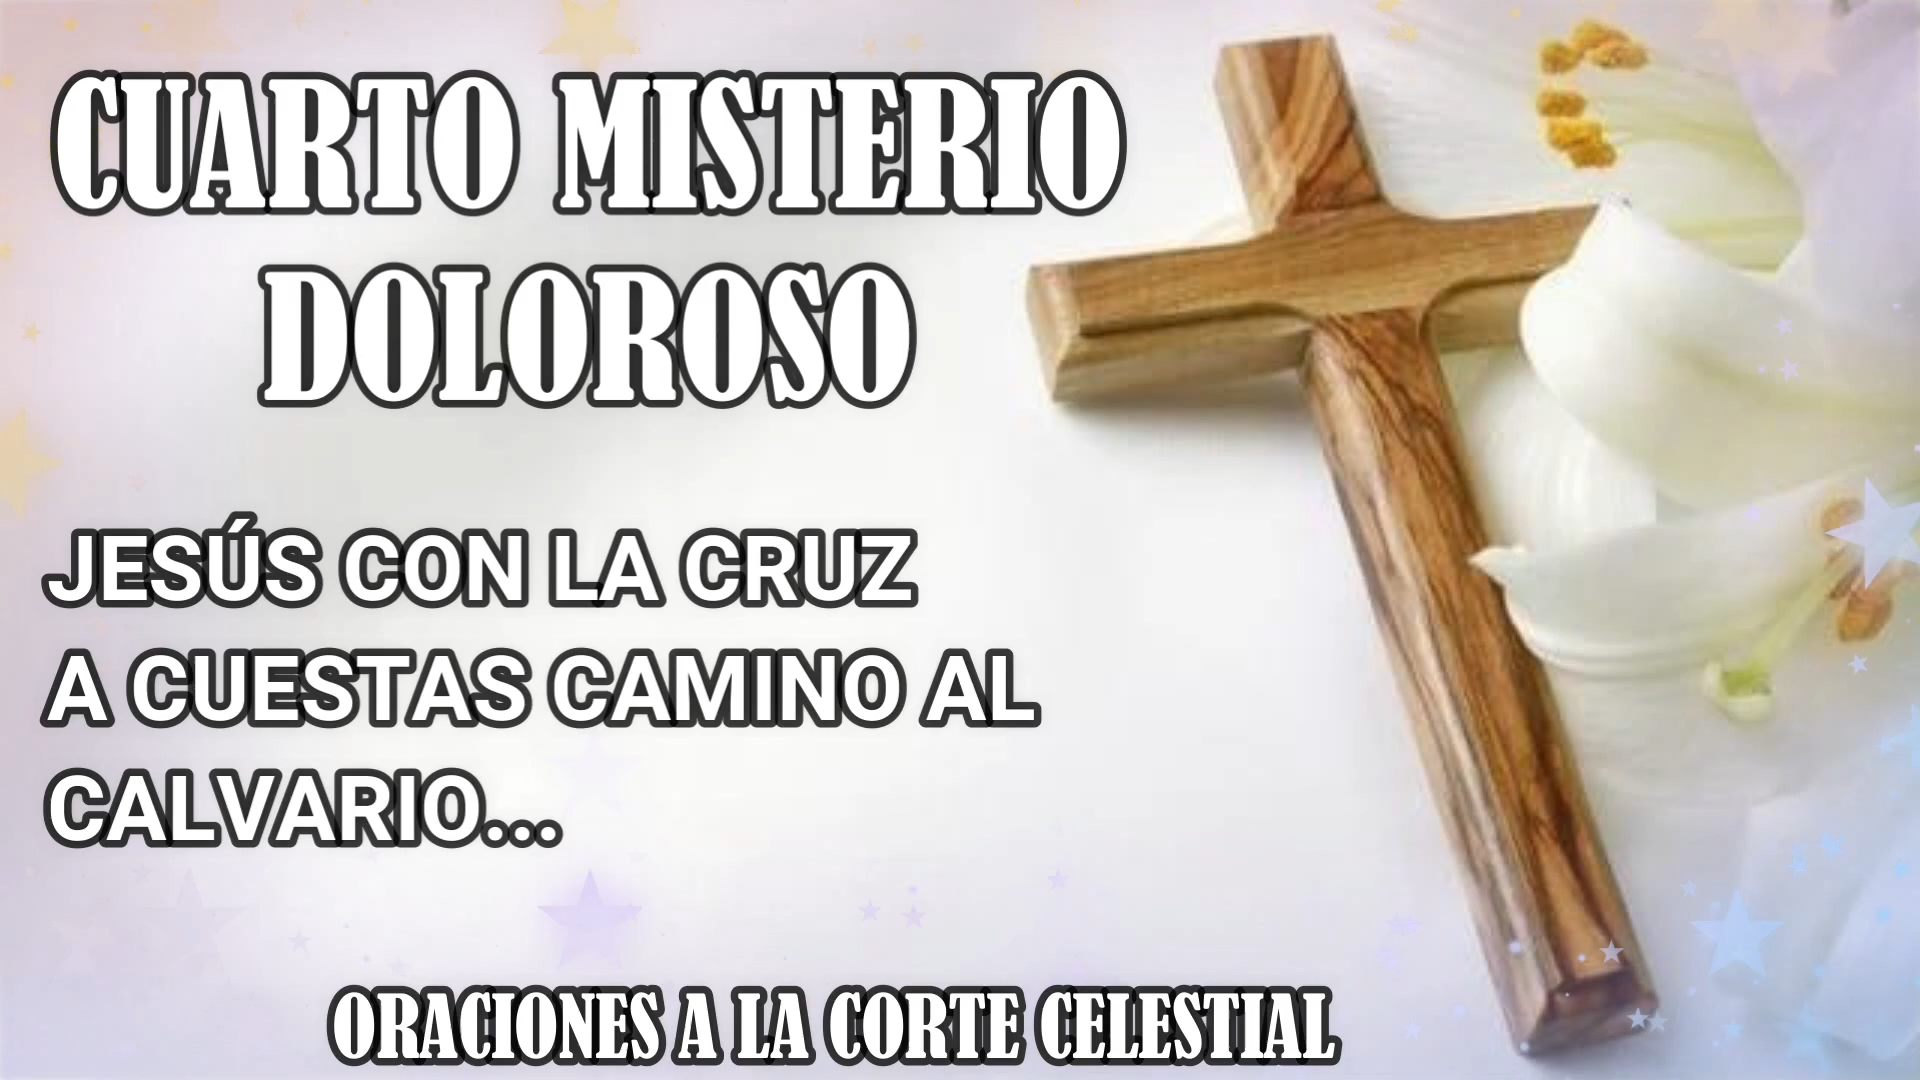 CUARTO MISTERIO
DOLOROSO
JESÚS CON LA CRUZ
A CUESTAS CAMINO AL
CALVARIO...
ORACIONES A LA CORTE CELESTIAL